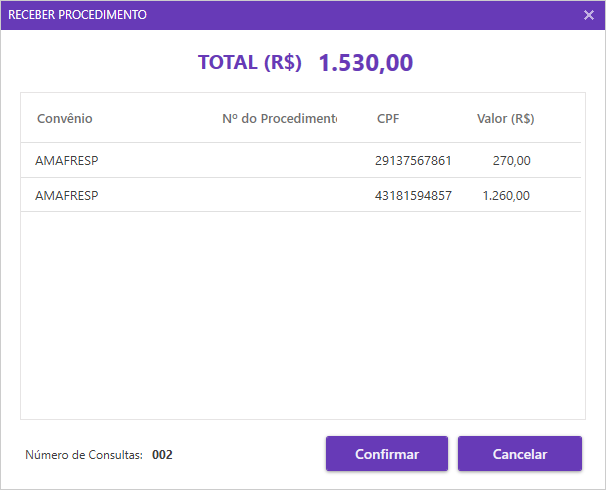 RECEBER PROCEDIMENTO
TOTAL (R$) 1.530,00
Convênio Nº do Procedimento CPF Valor (R$)
AMAFRESP 29137567861 270,00
AMAFRESP 43181594857 1.260,00
Número de Consultas: 002 Confirmar Cancelar